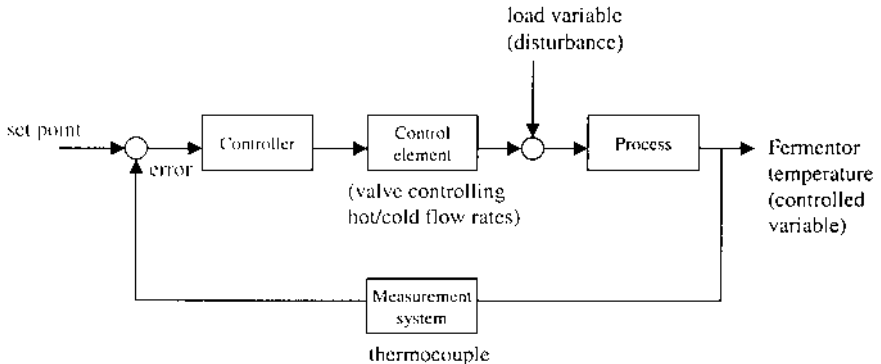 load variable
(disturbance)
set point
error
Controller
Control
element
(valve controlling
hot/cold flow rates)
Process
Fermentor
temperature
(controlled
variable)
Measurement
system
thermocouple